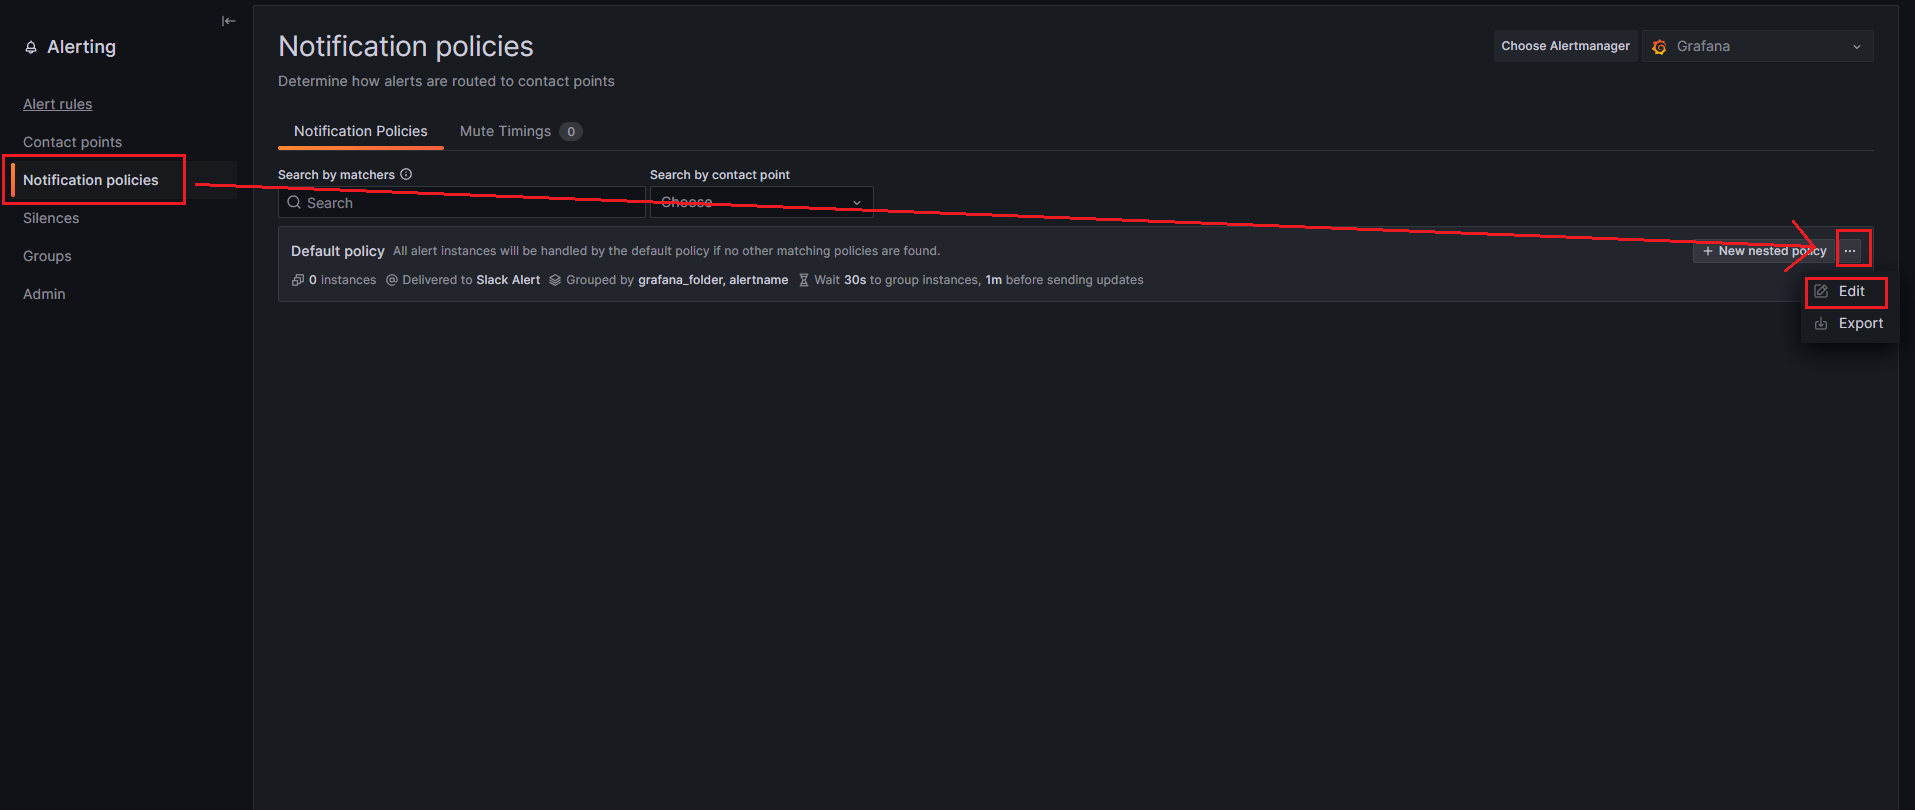 Alerting
Alert rules
Contact points
Notification policies
Silences
Groups
Admin
Notification policies
Determine how alerts are routed to contact points
Choose Alertmanager
Grafana
Notification Policies
Mute Timings 0
Search by matchers
Search by contact point
Search
Choose
Default policy All alert instances will be handled by the default policy if no other matching policies are found.
+ New nested policy ...
0 instances Delivered to Slack Alert Grouped by grafana_folder, alertname Wait 30s to group instances, 1m before sending updates
Edit
Export